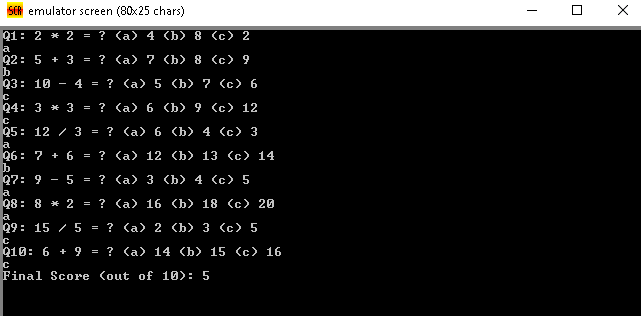 SCR emulator screen (80x25 chars)
Q1: 2 * 2 = ? (a) 4 (b) 8 (c) 2
a
Q2: 5 + 3 = ? (a) 7 (b) 8 (c) 9
b
Q3: 10 - 4 = ? (a) 5 (b) 7 (c) 6
c
Q4: 3 * 3 = ? (a) 6 (b) 9 (c) 12
c
Q5: 12 / 3 = ? (a) 6 (b) 4 (c) 3
a
Q6: 7 + 6 = ? (a) 12 (b) 13 (c) 14
b
Q7: 9 - 5 = ? (a) 3 (b) 4 (c) 5
a
Q8: 8 * 2 = ? (a) 16 (b) 18 (c) 20
a
Q9: 15 / 5 = ? (a) 2 (b) 3 (c) 5
c
Q10: 6 + 9 = ? (a) 14 (b) 15 (c) 16
c
Final Score (out of 10): 5